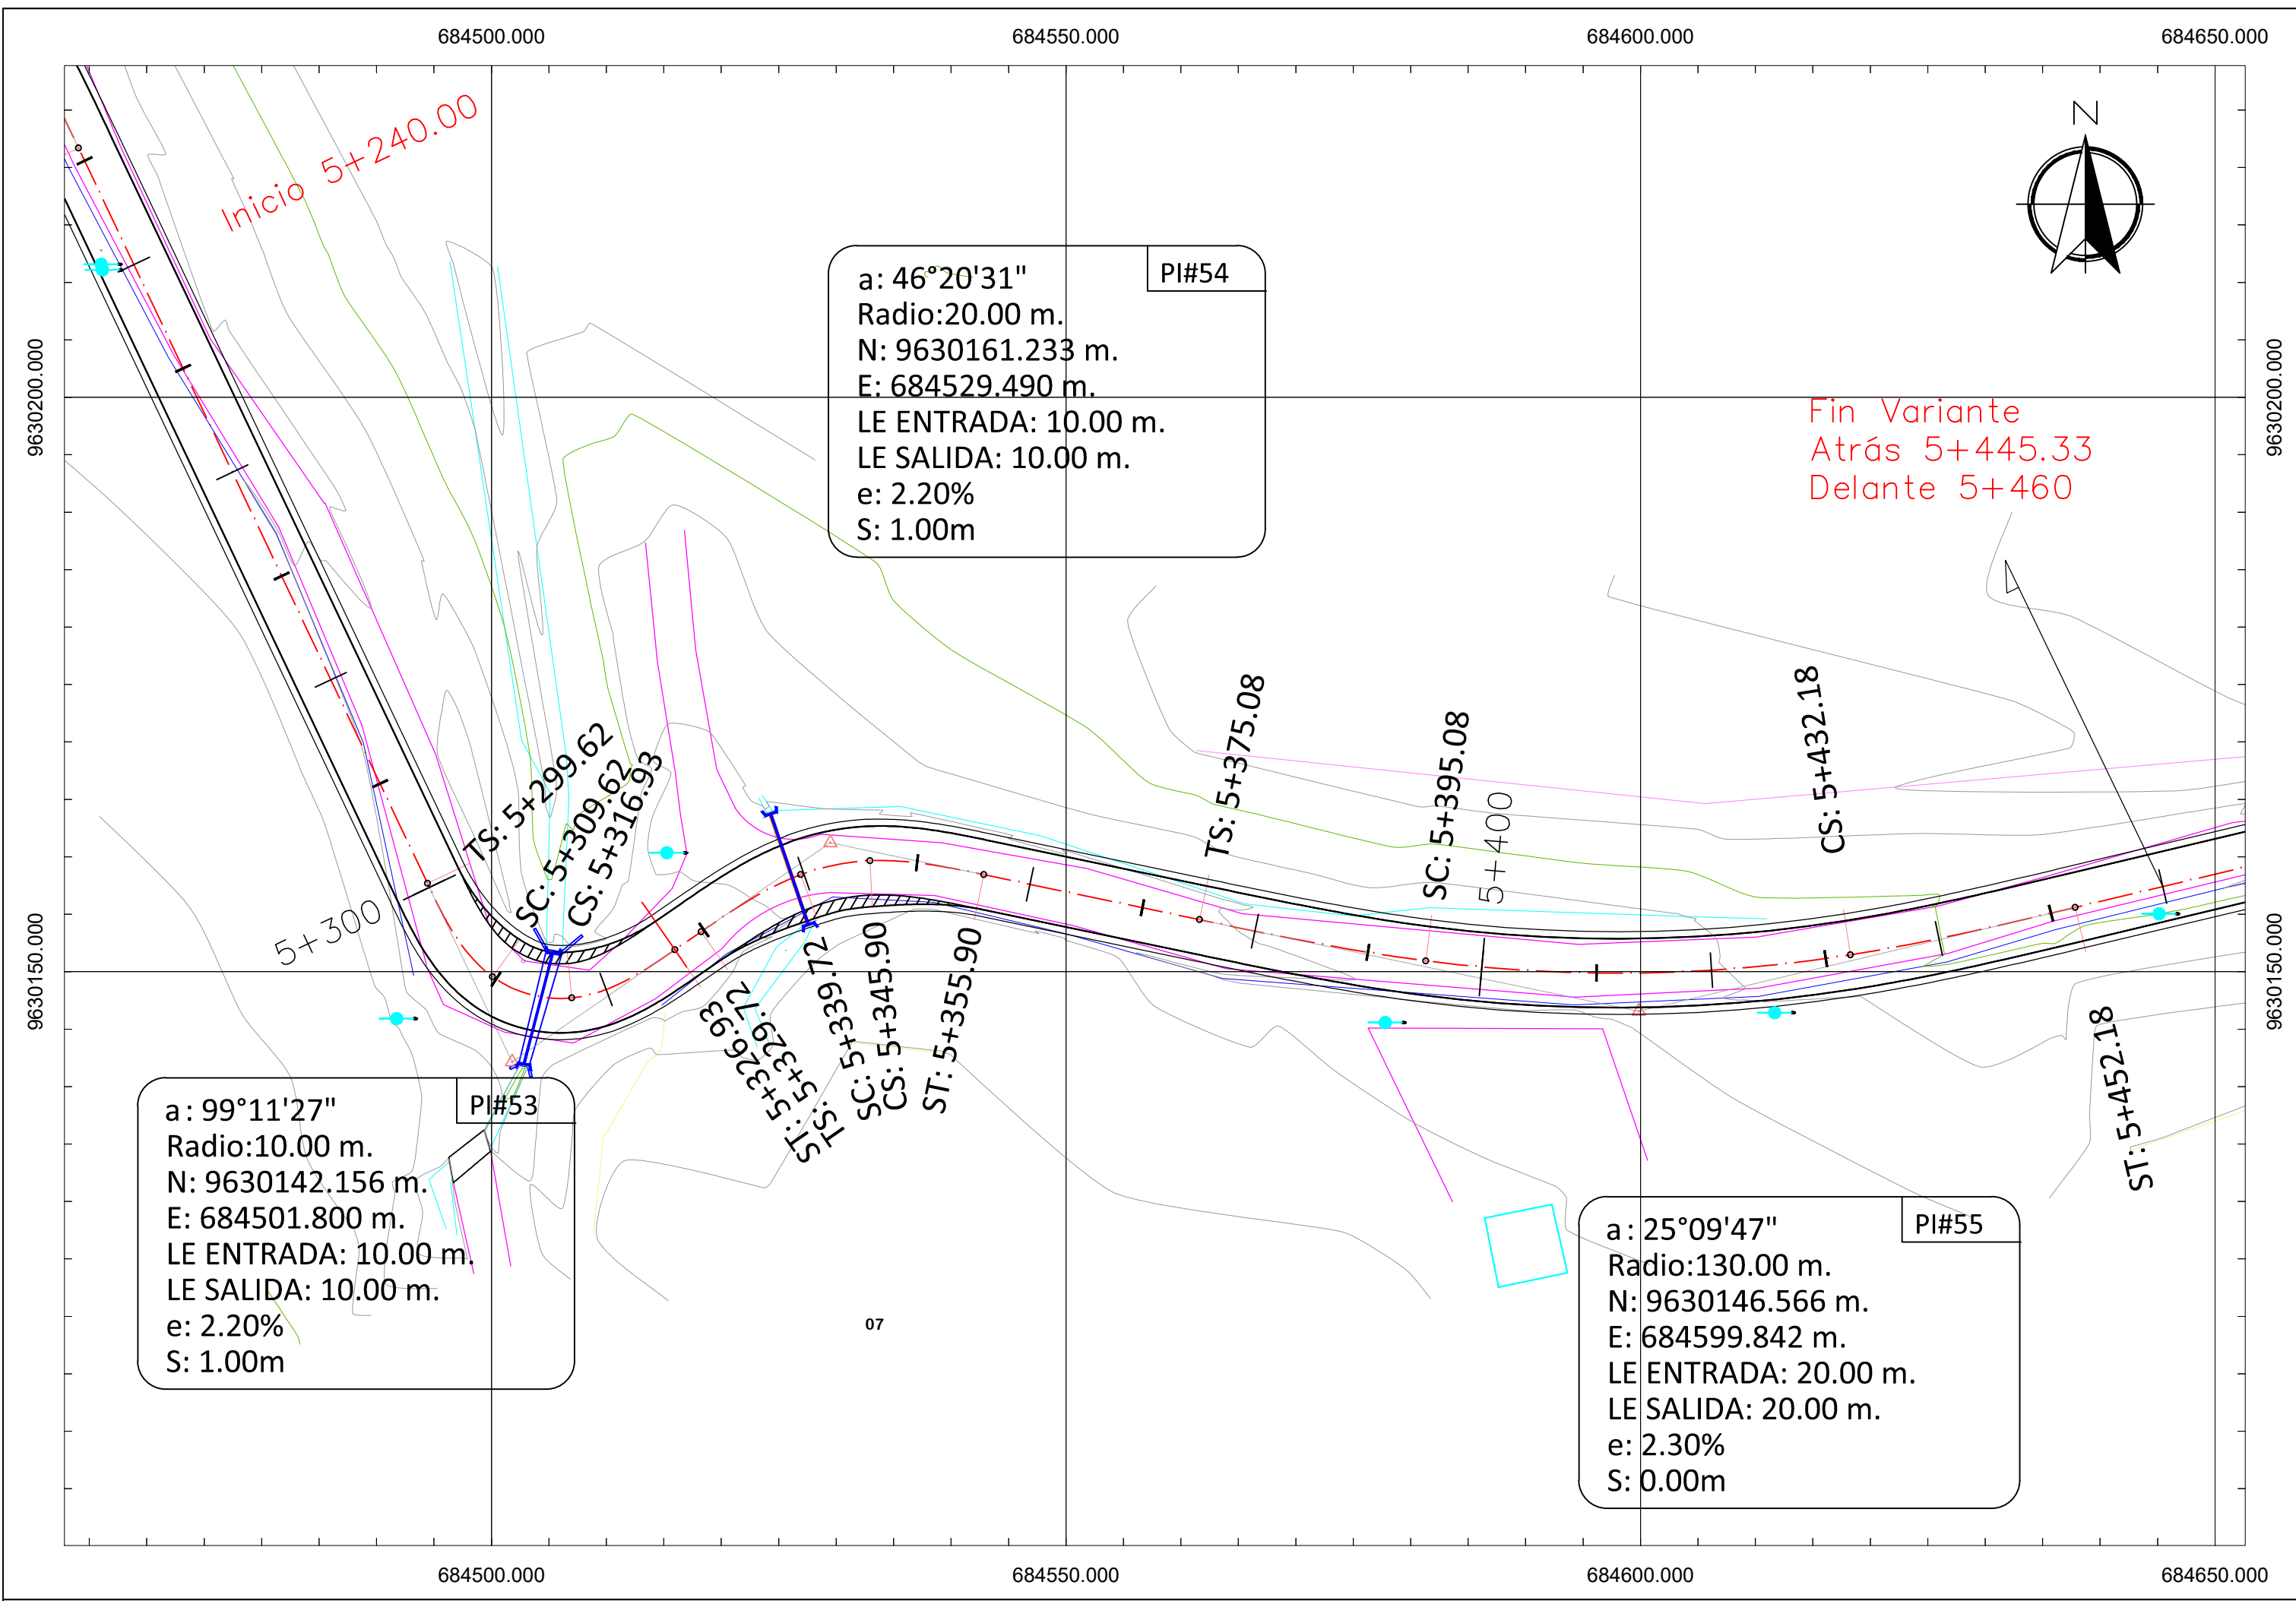 684500.000
684550.000
684600.000
684650.000
N
Inicio 5+240.00
PI#54
a: 46°20'31"
Radio:20.00 m.
N: 9630161.233 m.
E: 684529.490 m.
LE ENTRADA: 10.00 m.
LE SALIDA: 10.00 m.
e: 2.20%
S: 1.00m
9630200.000
9630200.000
Fin Variante
Atrás 5+445.33
Delante 5+460
TS: 5+299.62
SC: 5+309.62
CS: 5+316.93
TS: 5+375.08
SC: 5+395.08
5+400
CS: 5+432.18
5+300
9630150.000
9630150.000
ST: 5+326.93
TS: 5+329.72
SC: 5+339.72
CS: 5+345.90
ST: 5+355.90
ST: 5+452.18
PI#53
a: 99°11'27"
Radio:10.00 m.
N: 9630142.156 m.
E: 684501.800 m.
LE ENTRADA: 10.00 m.
LE SALIDA: 10.00 m.
e: 2.20%
S: 1.00m
07
PI#55
a: 25°09'47"
Radio:130.00 m.
N: 9630146.566 m.
E: 684599.842 m.
LE ENTRADA: 20.00 m.
LE SALIDA: 20.00 m.
e: 2.30%
S: 0.00m
684500.000
684550.000
684600.000
684650.000